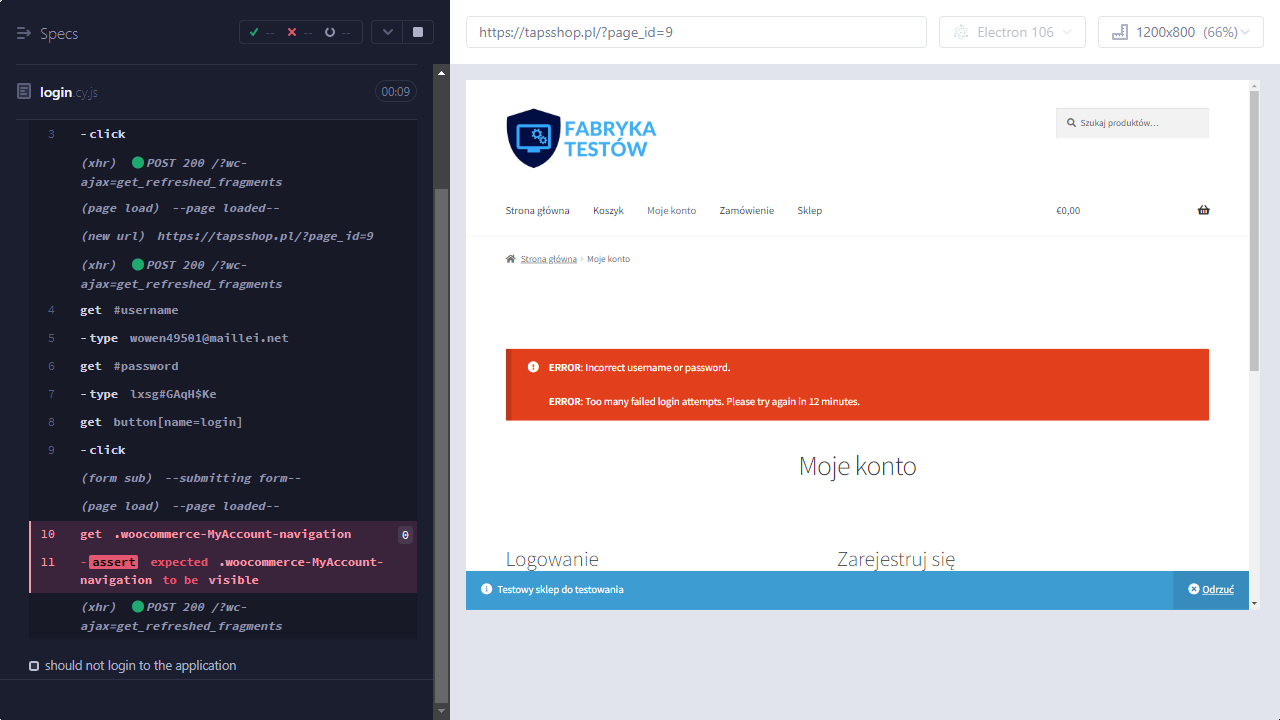 Specs
-- -- --
login.cy.js
00:09
3 -click
(xhr) POST 200 /?wc-
ajax=get_refreshed_fragments
(page load) --page loaded--
(new url) https://tapsshop.pl/?page_id=9
(xhr) POST 200 /?wc-
ajax=get_refreshed_fragments
4 get #username
5 -type wowen49501@maillei.net
6 get #password
7 -type lxsg#GAqH$Ke
8 get button[name=login]
9 -click
(form sub) --submitting form--
(page load) --page loaded--
10 get .woocommerce-MyAccount-navigation 0
11 -assert expected .woocommerce-MyAccount-
navigation to be visible
(xhr) POST 200 /?wc-
ajax=get_refreshed_fragments
should not login to the application
https://tapsshop.pl/?page_id=9
Electron 106
1200x800 (66%)
FABRYKA
TESTÓW
Szukaj produktów…
Strona główna Koszyk Moje konto Zamówienie Sklep
€0,00
Strona główna › Moje konto
ERROR: Incorrect username or password.
ERROR: Too many failed login attempts. Please try again in 12 minutes.
Moje konto
Logowanie
Zarejestruj się
Testowy sklep do testowania
Odrzuć